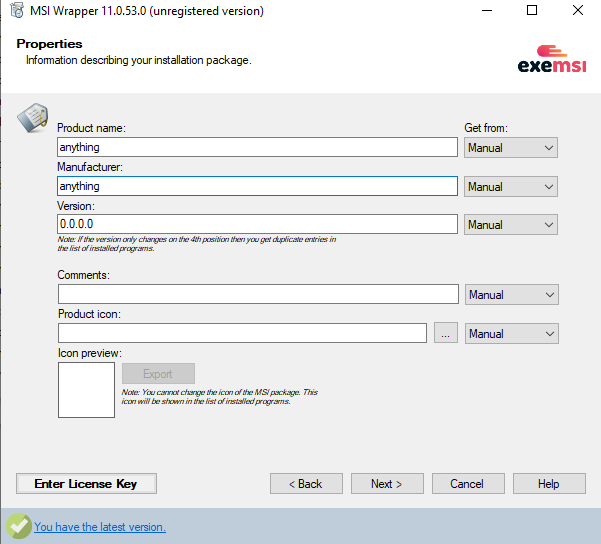 MSI Wrapper 11.0.53.0 (unregistered version)
Properties
Information describing your installation package.
exemsi
Product name:
Get from:
anything
Manual
Manufacturer:
anything
Manual
Version:
0.0.0.0
Manual
Note: If the version only changes on the 4th position then you get duplicate entries in
the list of installed programs.
Comments:
Manual
Product icon:
...
Manual
Icon preview:
Export
Note: You cannot change the icon of the MSI package. This
icon will be shown in the list of installed programs.
Enter License Key
< Back
Next >
Cancel
Help
You have the latest version.